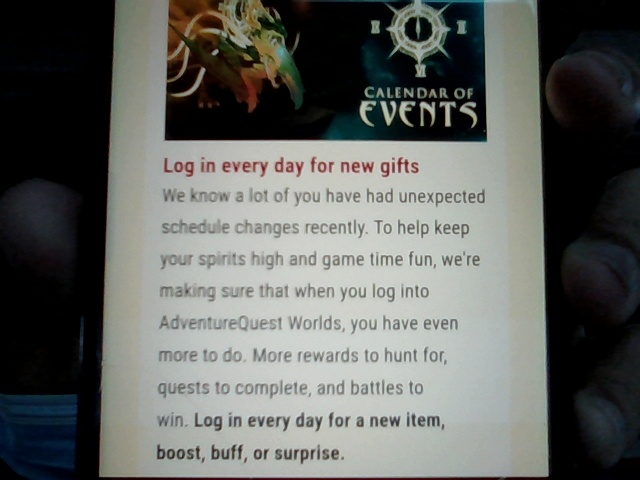 CALENDAR OF
EVENTS
Log in every day for new gifts
We know a lot of you have had unexpected
schedule changes recently. To help keep
your spirits high and game time fun, we're
making sure that when you log into
AdventureQuest Worlds, you have even
more to do. More rewards to hunt for,
quests to complete, and battles to
win. Log in every day for a new item,
boost, buff, or surprise.